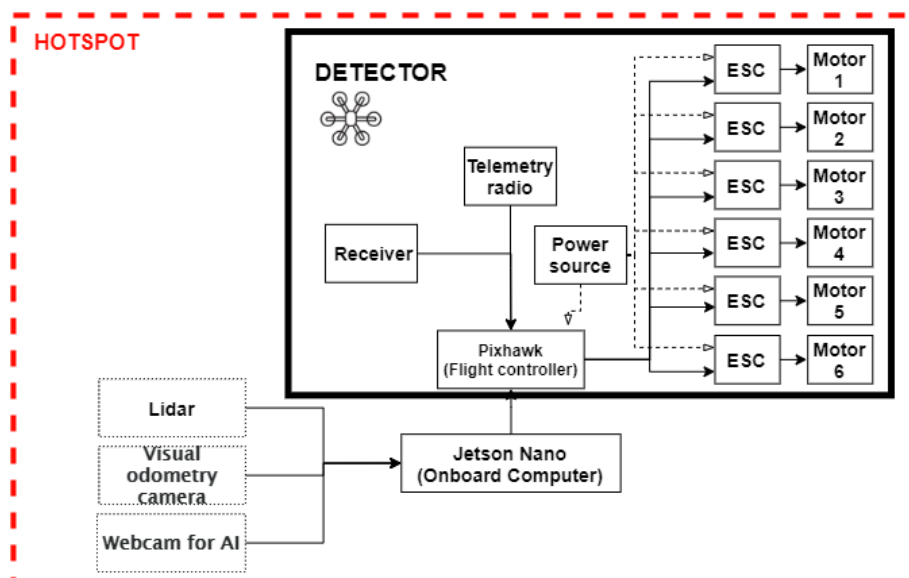 HOTSPOT
DETECTOR
Telemetry
radio
Receiver
Power
source
Pixhawk
(Flight controller)
ESC
Motor
1
ESC
Motor
2
ESC
Motor
3
ESC
Motor
4
ESC
Motor
5
ESC
Motor
6
Lidar
Visual
odometry
camera
Webcam for AI
Jetson Nano
(Onboard Computer)